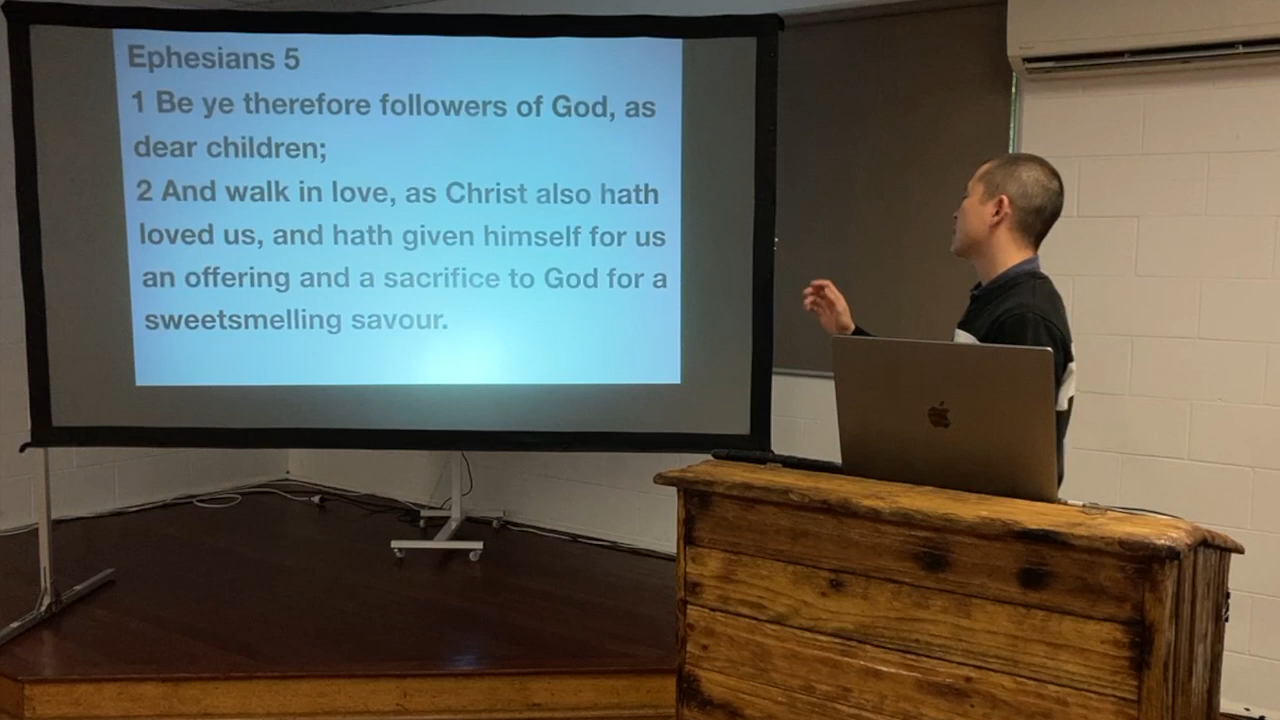 Ephesians 5
1 Be ye therefore followers of God, as
dear children;
2 And walk in love, as Christ also hath
loved us, and hath given himself for us
an offering and a sacrifice to God for a
sweetsmelling savour.